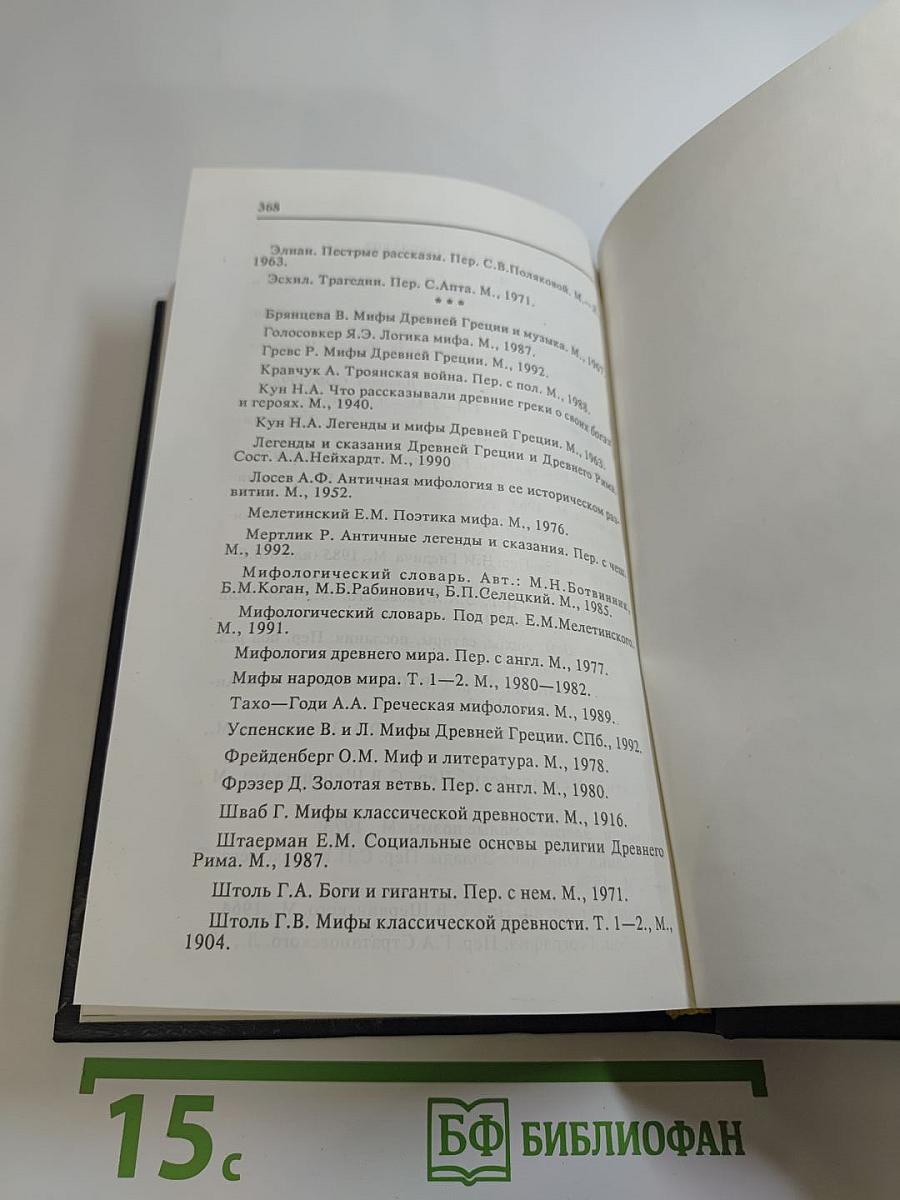 368
Элиан. Пестрые рассказы. Пер. С.В.Поляковой. М.—
1963.
Эсхил. Трагедии. Пер. С.Апта. М., 1971.
* * *
Брянцева В. Мифы Древней Греции и музыка. М., 1967
Голосовкер Я.Э. Логика мифа. М., 1987.
Гревс Р. Мифы Древней Греции. М., 1992.
Кравчук А. Троянская война. Пер. с пол. М., 1988.
Кун Н.А. Что рассказывали древние греки о своих богах
и героях. М., 1940.
Кун Н.А. Легенды и мифы Древней Греции. М., 1963.
Легенды и сказания Древней Греции и Древнего Рима.
Сост. А.А.Нейхардт. М., 1990
Лосев А.Ф. Античная мифология в ее историческом раз-
витии. М., 1952.
Мелетинский Е.М. Поэтика мифа. М., 1976.
Мертлик Р. Античные легенды и сказания. Пер. с чеш.
М., 1992.
Мифологический словарь. Авт.: М.Н.Ботвинник,
Б.М.Коган, М.Б.Рабинович, Б.П.Селецкий. М., 1985.
Мифологический словарь. Под ред. Е.М.Мелетинского.
М., 1991.
Мифология древнего мира. Пер. с англ. М., 1977.
Мифы народов мира. Т. 1—2. М., 1980—1982.
Тахо—Годи А.А. Греческая мифология. М., 1989.
Успенские В. и Л. Мифы Древней Греции. СПб., 1992.
Фрейденберг О.М. Миф и литература. М., 1978.
Фрэзер Д. Золотая ветвь. Пер. с англ. М., 1980.
Шваб Г. Мифы классической древности. М., 1916.
Штаерман Е.М. Социальные основы религии Древнего
Рима. М., 1987.
Штоль Г.А. Боги и гиганты. Пер. с нем. М., 1971.
Штоль Г.В. Мифы классической древности. Т. 1—2., М.,
1904.
15 с
БФ БИБЛИОФАН